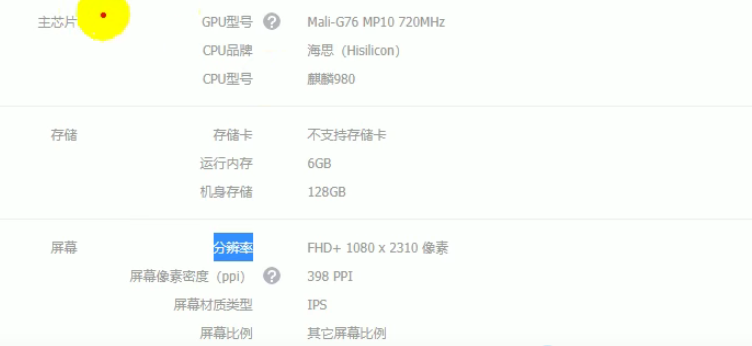 主芯片 GPU型号 ? Mali-G76 MP10 720MHz
CPU品牌 海思（Hisilicon）
CPU型号 麒麟980
存储 存储卡 不支持存储卡
运行内存 6GB
机身存储 128GB
屏幕 分辨率 FHD+ 1080 x 2310 像素
屏幕像素密度（ppi） ? 398 PPI
屏幕材质类型 IPS
屏幕比例 其它屏幕比例